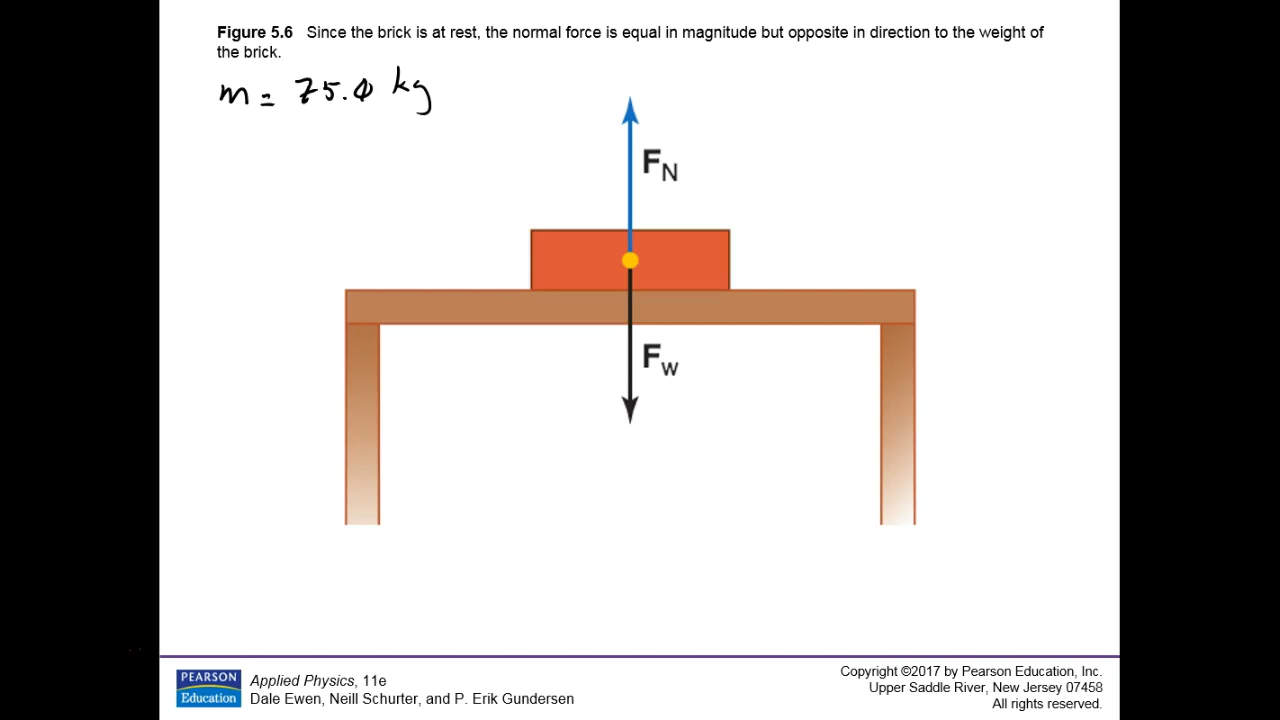 Figure 5.6 Since the brick is at rest, the normal force is equal in magnitude but opposite in direction to the weight of
the brick.
m = 75.0 kg
FN
Fw
PEARSON
Education
Applied Physics, 11e
Dale Ewen, Neill Schurter, and P. Erik Gundersen
Copyright ©2017 by Pearson Education, Inc.
Upper Saddle River, New Jersey 07458
All rights reserved.